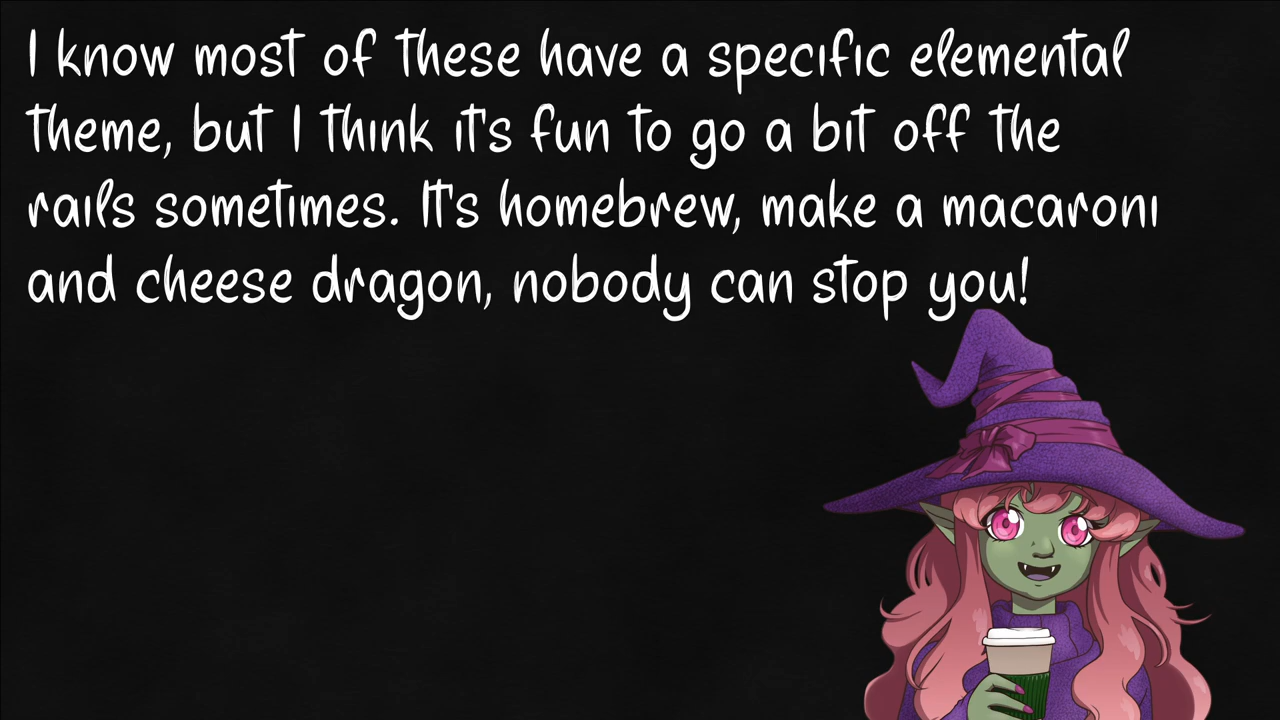 I know most of these have a specific elemental
theme, but I think it's fun to go a bit off the
rails sometimes. It's homebrew, make a macaroni
and cheese dragon, nobody can stop you!